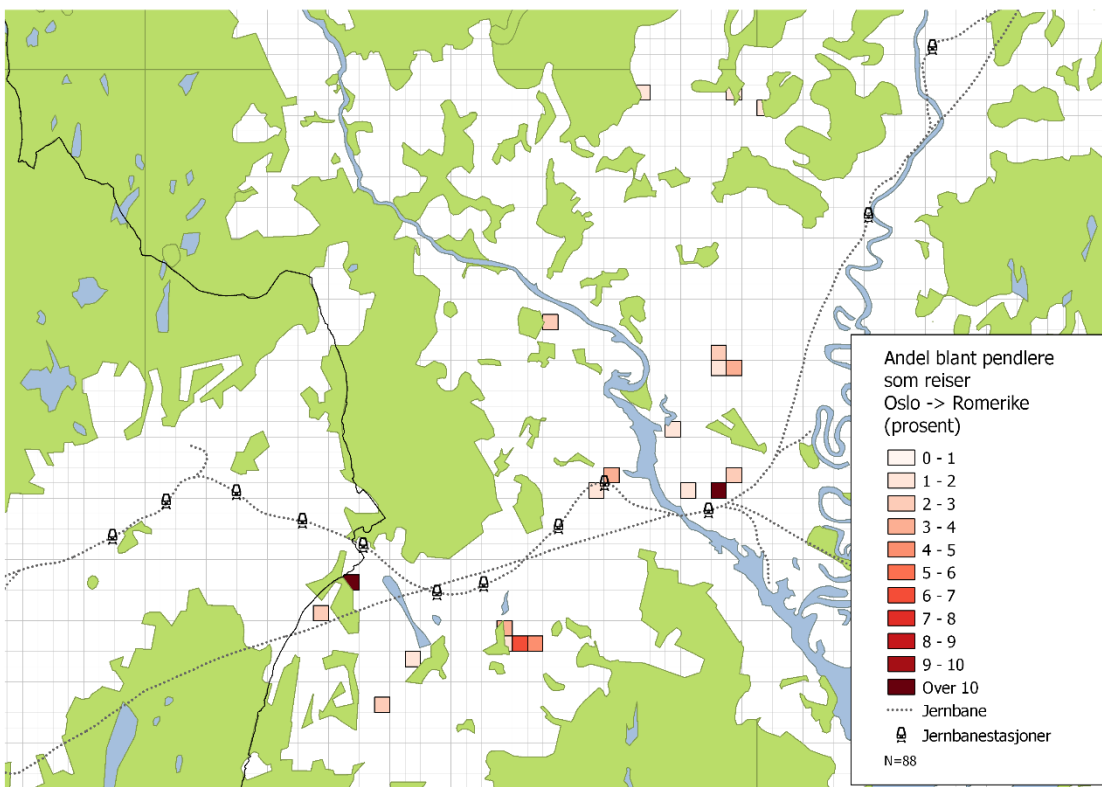 Andel blant pendlere
som reiser
Oslo -> Romerike
(prosent)
0 - 1
1 - 2
2 - 3
3 - 4
4 - 5
5 - 6
6 - 7
7 - 8
8 - 9
9 - 10
Over 10
Jernbane
Jernbanestasjoner
N=88